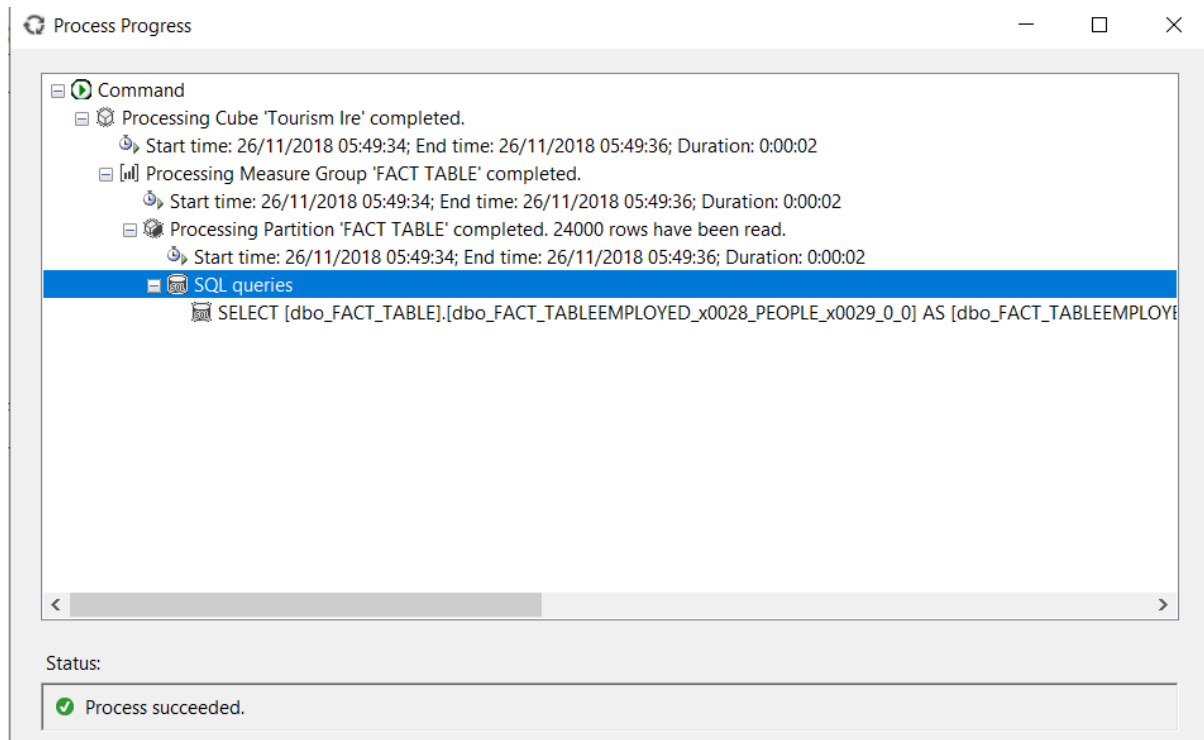 Process Progress
Command
Processing Cube 'Tourism Ire' completed.
Start time: 26/11/2018 05:49:34; End time: 26/11/2018 05:49:36; Duration: 0:00:02
Processing Measure Group 'FACT TABLE' completed.
Start time: 26/11/2018 05:49:34; End time: 26/11/2018 05:49:36; Duration: 0:00:02
Processing Partition 'FACT TABLE' completed. 24000 rows have been read.
Start time: 26/11/2018 05:49:34; End time: 26/11/2018 05:49:36; Duration: 0:00:02
SQL queries
SELECT [dbo_FACT_TABLE].[dbo_FACT_TABLEEMPLOYED_x0028_PEOPLE_x0029_0_0] AS [dbo_FACT_TABLEEMPLOYE
Status:
Process succeeded.